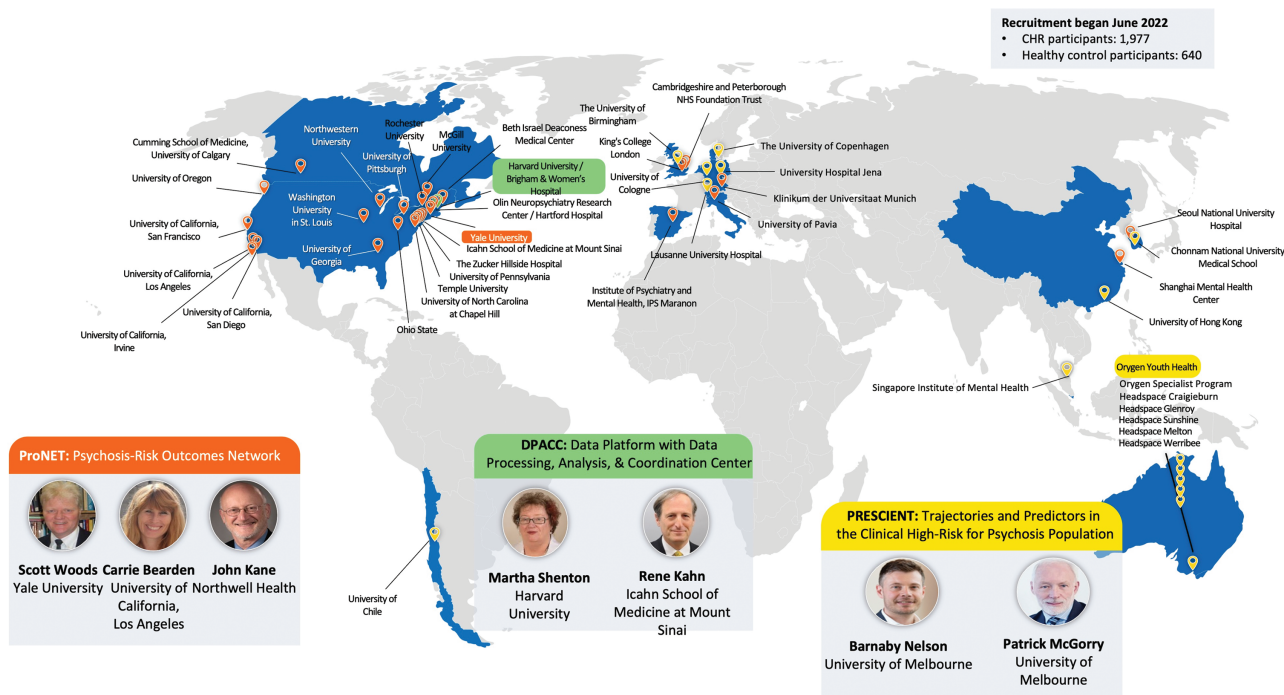 Recruitment began June 2022
• CHR participants: 1,977
• Healthy control participants: 640
Cumming School of Medicine,
University of Calgary
University of Oregon
University of California,
San Francisco
University of California,
Los Angeles
University of California,
Irvine
University of California,
San Diego
Northwestern
University
Washington
University
in St. Louis
University of
Georgia
University of
Pittsburgh
Rochester
University
McGill
University
Beth Israel Deaconess
Medical Center
Harvard University /
Brigham & Women's
Hospital
Olin Neuropsychiatry Research
Center / Hartford Hospital
Yale University
Icahn School of Medicine at Mount Sinai
The Zucker Hillside Hospital
University of Pennsylvania
Temple University
University of North Carolina
at Chapel Hill
Ohio State
Cambridgeshire and Peterborough
NHS Foundation Trust
The University of
Birmingham
King's College
London
University of
Cologne
The University of Copenhagen
University Hospital Jena
Klinikum der Universitaat Munich
University of Pavia
Lausanne University Hospital
Institute of Psychiatry and
Mental Health, IPS Maranon
Seoul National University
Hospital
Chonnam National University
Medical School
Shanghai Mental Health
Center
University of Hong Kong
Singapore Institute of Mental Health
Orygen Youth Health
Orygen Specialist Program
Headspace Craigieburn
Headspace Glenroy
Headspace Sunshine
Headspace Melton
Headspace Werribee
University of
Chile
ProNET: Psychosis-Risk Outcomes Network
Scott Woods
Yale University
Carrie Bearden
University of
California,
Los Angeles
John Kane
Northwell Health
DPACC: Data Platform with Data
Processing, Analysis, & Coordination Center
Martha Shenton
Harvard
University
Rene Kahn
Icahn School of
Medicine at Mount
Sinai
PRESCIENT: Trajectories and Predictors in
the Clinical High-Risk for Psychosis Population
Barnaby Nelson
University of Melbourne
Patrick McGorry
University of
Melbourne